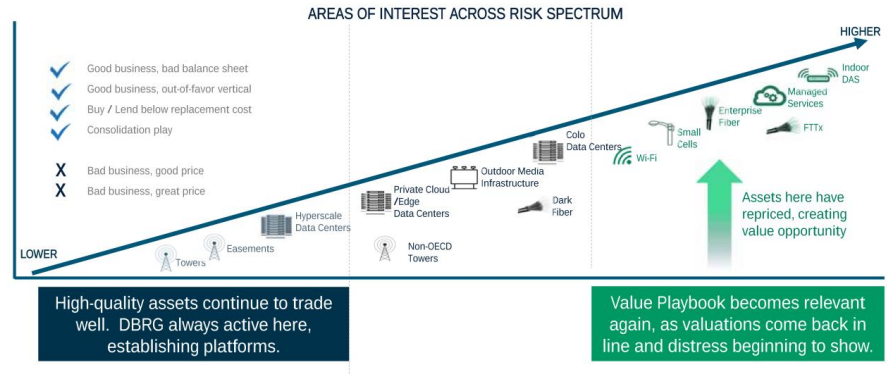 AREAS OF INTEREST ACROSS RISK SPECTRUM
HIGHER
Good business, bad balance sheet
Good business, out-of-favor vertical
Buy / Lend below replacement cost
Consolidation play
X Bad business, good price
X Bad business, great price
LOWER
Towers
Easements
Hyperscale
Data Centers
Private Cloud
/Edge
Data Centers
Non-OECD
Towers
Outdoor Media
Infrastructure
Dark
Fiber
Colo
Data Centers
Wi-Fi
Small
Cells
Enterprise
Fiber
Managed
Services
FTTx
Indoor
DAS
Assets here have
repriced, creating
value opportunity
High-quality assets continue to trade
well. DBRG always active here,
establishing platforms.
Value Playbook becomes relevant
again, as valuations come back in
line and distress beginning to show.